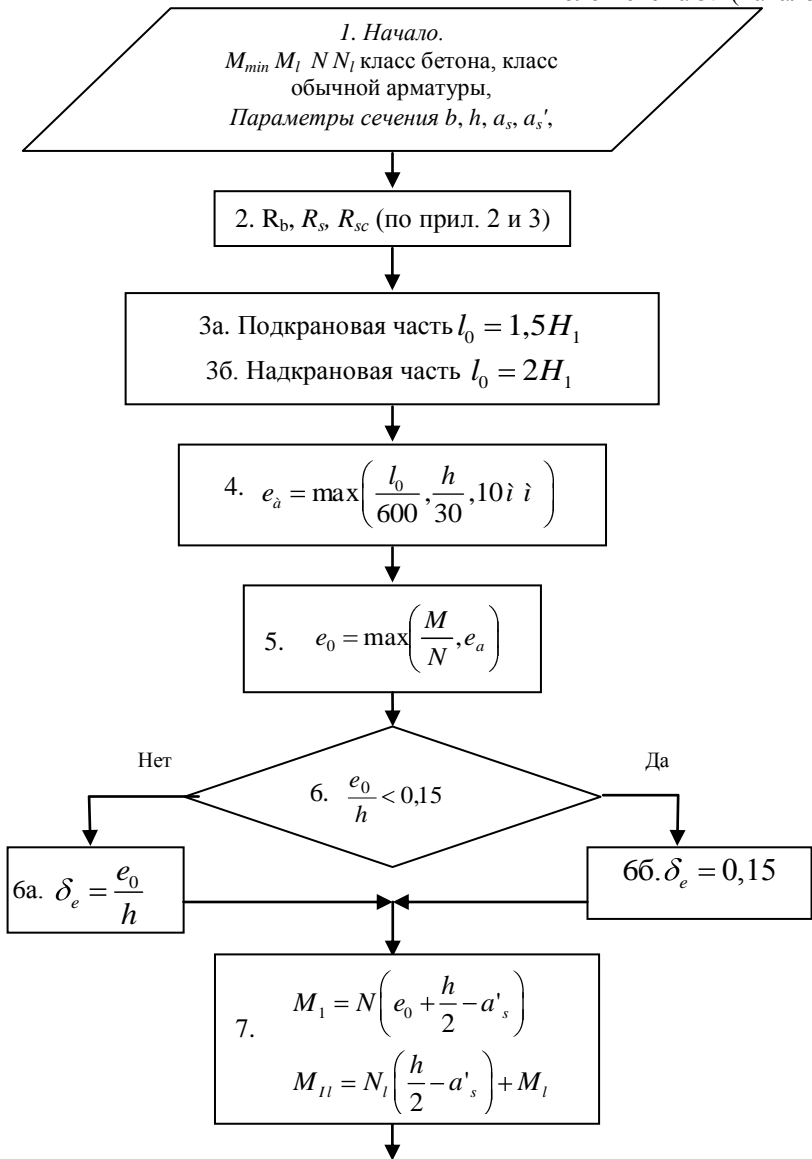 1. Начало.
M_min M_l N N_l класс бетона, класс
обычной арматуры,
Параметры сечения b, h, a_s, a_s',
2. R_b, R_s, R_sc (по прил. 2 и 3)
3а. Подкрановая часть l_0 = 1,5H_1
3б. Надкрановая часть l_0 = 2H_1
4. e_à = max(l_0/600, h/30, 10ì ì)
5. e_0 = max(M/N, e_a)
Нет
Да
6. e_0/h < 0,15
6а. δ_e = e_0/h
6б. δ_e = 0,15
7.
M_1 = N(e_0 + h/2 − a'_s)
M_Il = N_l(h/2 − a'_s) + M_l